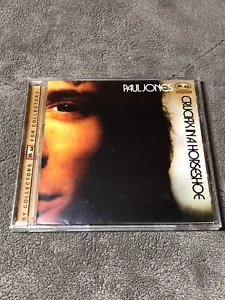 PAUL JONES
CRUCIFIX IN A HORSESHOE
BY COLLECTORS
FOR COLLECTORS